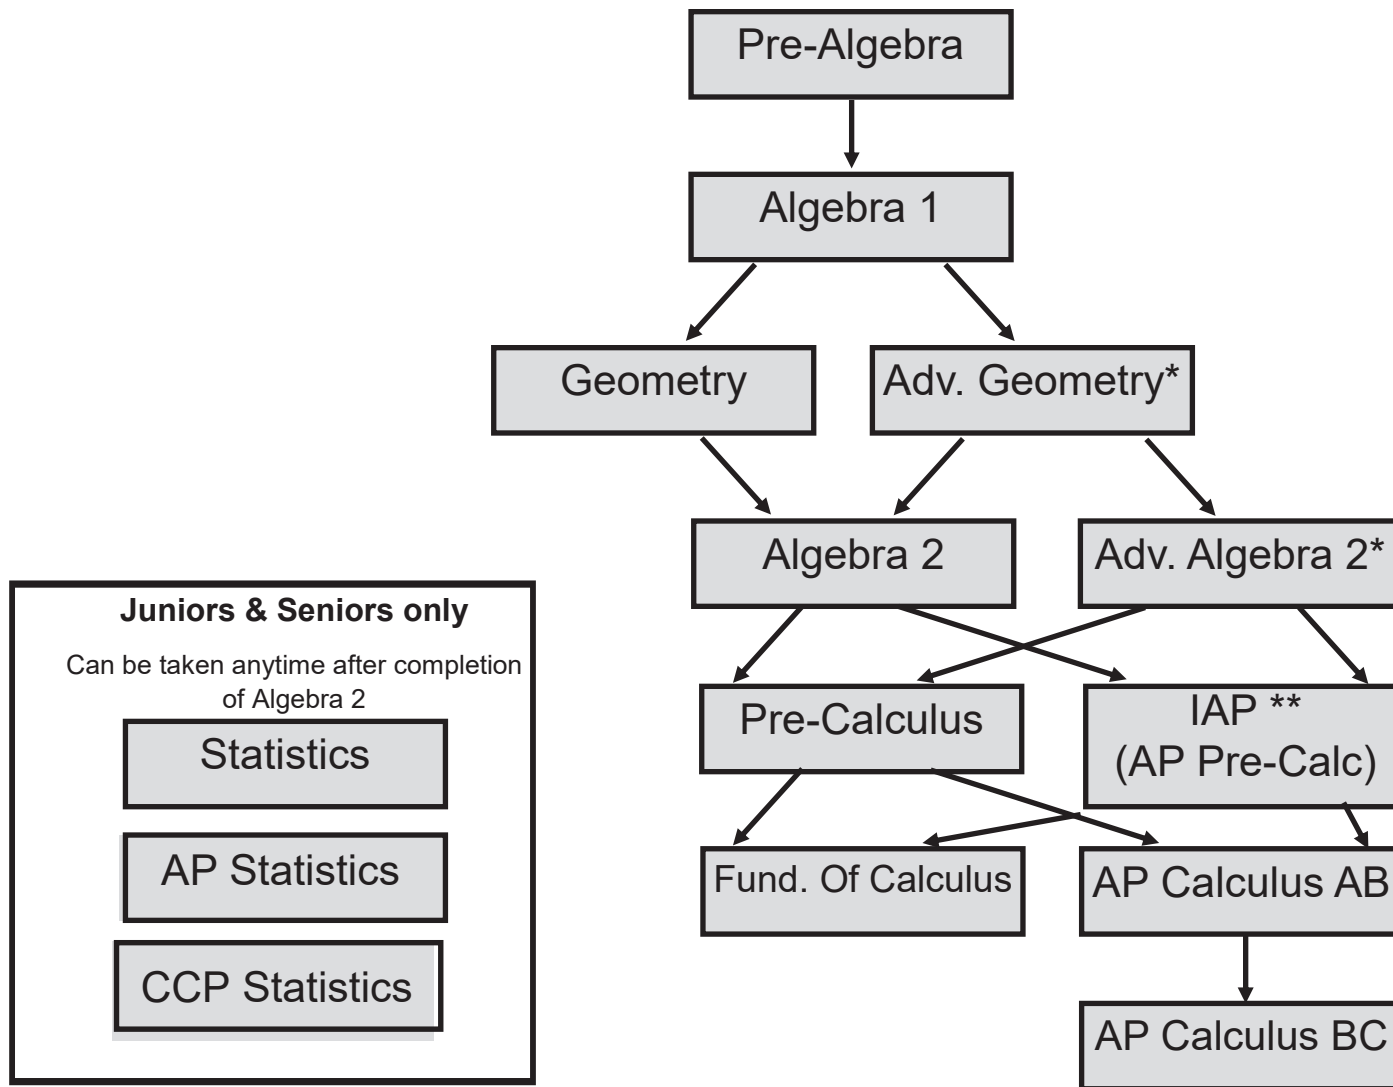 Pre-Algebra
Algebra 1
Geometry
Adv. Geometry*
Algebra 2
Adv. Algebra 2*
Juniors & Seniors only
Can be taken anytime after completion
of Algebra 2
Statistics
AP Statistics
CCP Statistics
Pre-Calculus
IAP **
(AP Pre-Calc)
Fund. Of Calculus
AP Calculus AB
AP Calculus BC